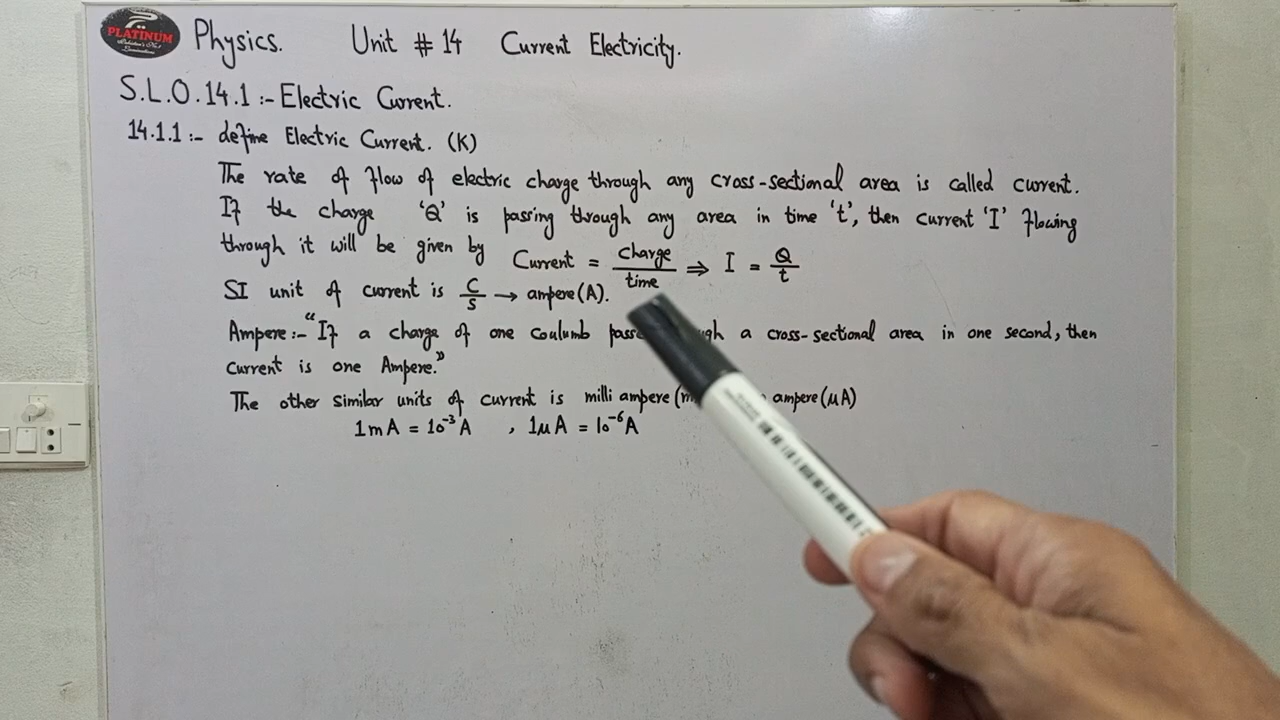 PLATINUM
Physics. Unit # 14 Current Electricity.
S.L.O.14.1:- Electric Current.
14.1.1:- define Electric Current. (K)
The rate of flow of electric charge through any cross-sectional area is called current.
If the charge 'Q' is passing through any area in time 't', then current 'I' flowing
through it will be given by Current = charge/time ⇒ I = Q/t
SI unit of current is C/s → ampere(A).
Ampere:- "If a charge of one coulumb a cross-sectional area in one second, then
current is one Ampere."
The other similar units of current is milli ampere ampere(μA)
1mA = 10⁻³A , 1μA = 10⁻⁶A